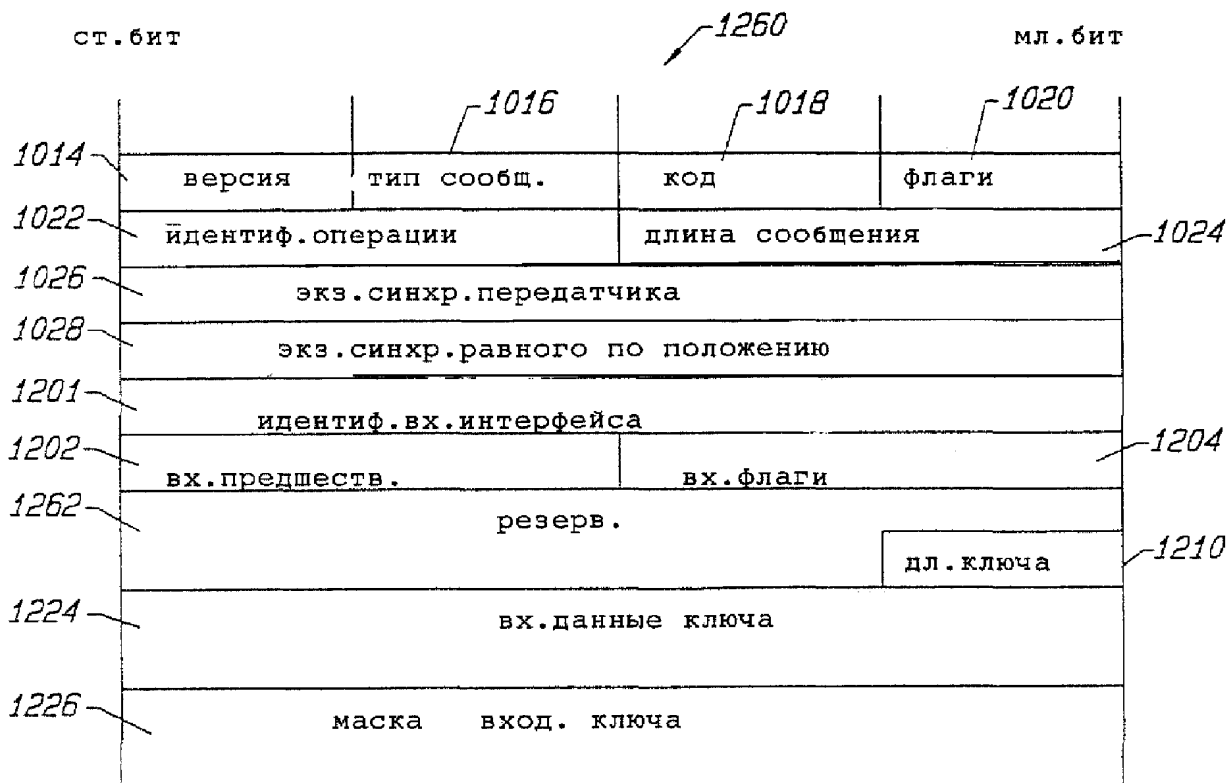 ст.бит 1260 мл.бит
1016 1018 1020
1014 версия тип сообщ. код флаги
1022 идентиф.операции длина сообщения 1024
1026 экз.синхр.передатчика
1028 экз.синхр.равного по положению
1201 идентиф.вх.интерфейса
1202 вх.предшеств. вх.флаги 1204
1262 резерв.
дл.ключа 1210
1224 вх.данные ключа
1226 маска вход. ключа